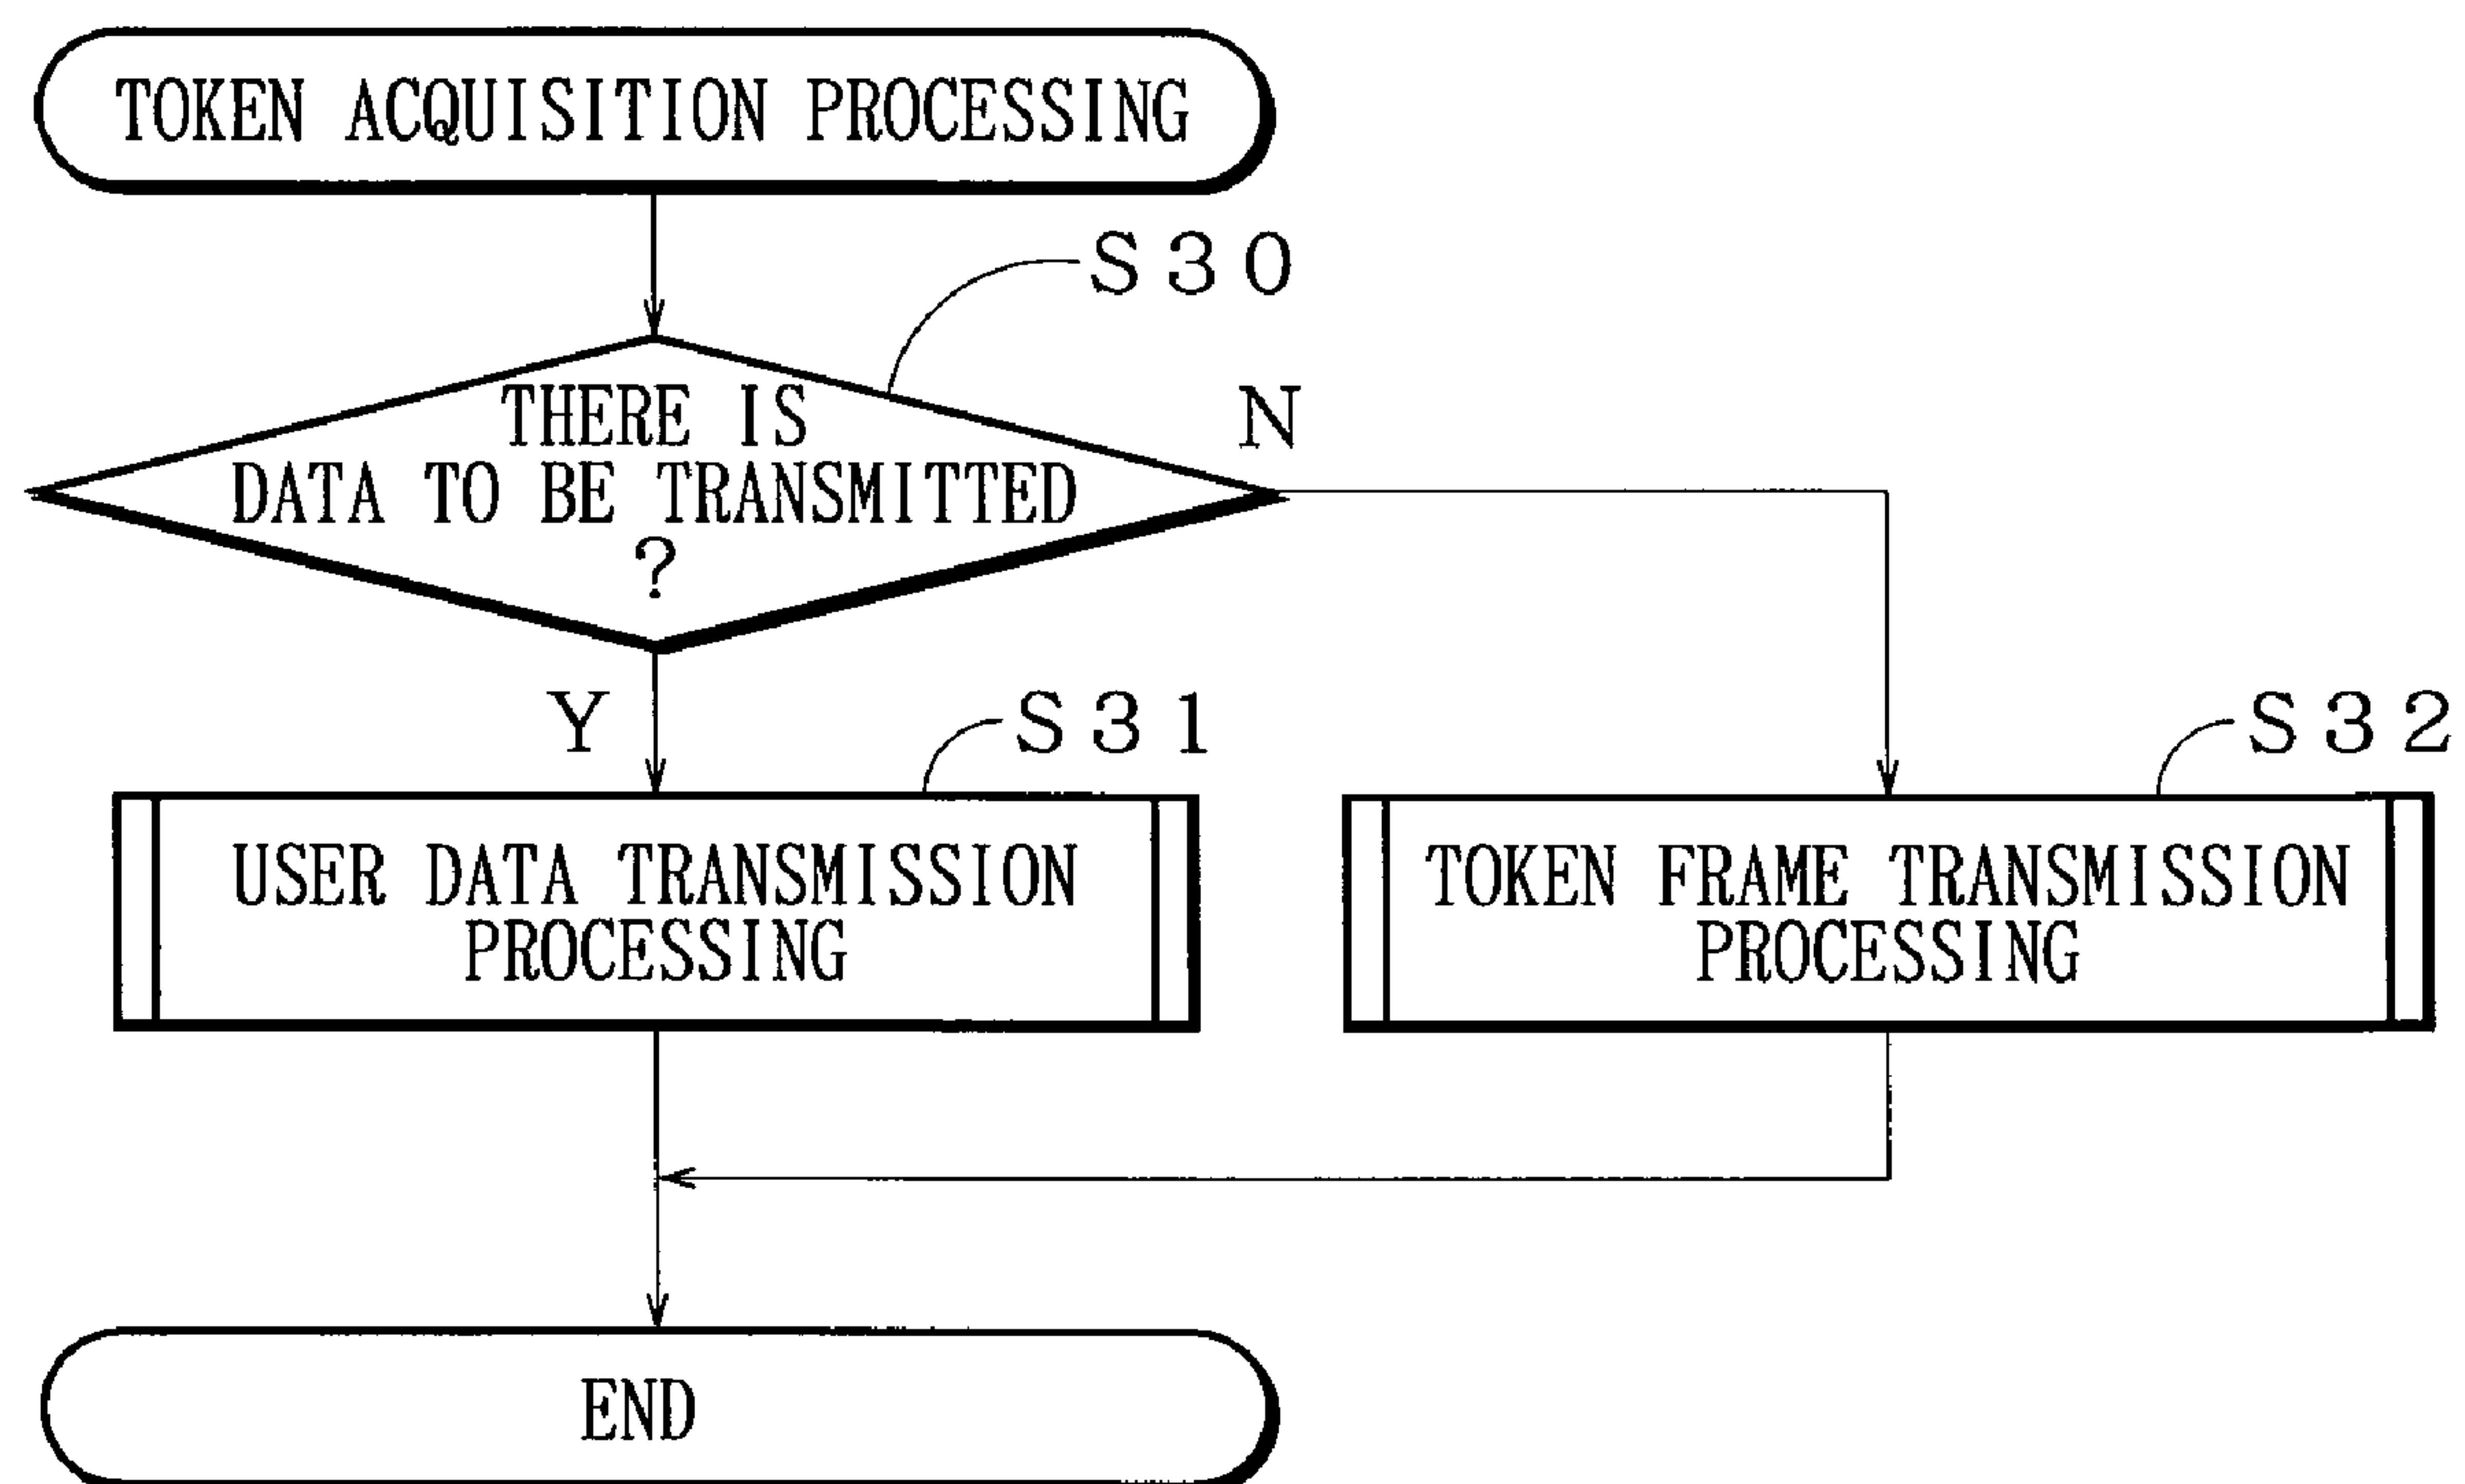 TOKEN ACQUISITION PROCESSING
S30
THERE IS
DATA TO BE TRANSMITTED
?
N
Y
S31
USER DATA TRANSMISSION
PROCESSING
S32
TOKEN FRAME TRANSMISSION
PROCESSING
END